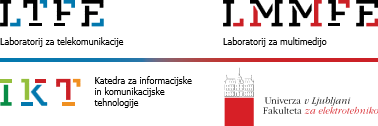 LTFE
Laboratorij za telekomunikacije
LMMFE
Laboratorij za multimedijo
IKT
Katedra za informacijske
in komunikacijske
tehnologije
Univerza v Ljubljani
Fakulteta za elektrotehniko